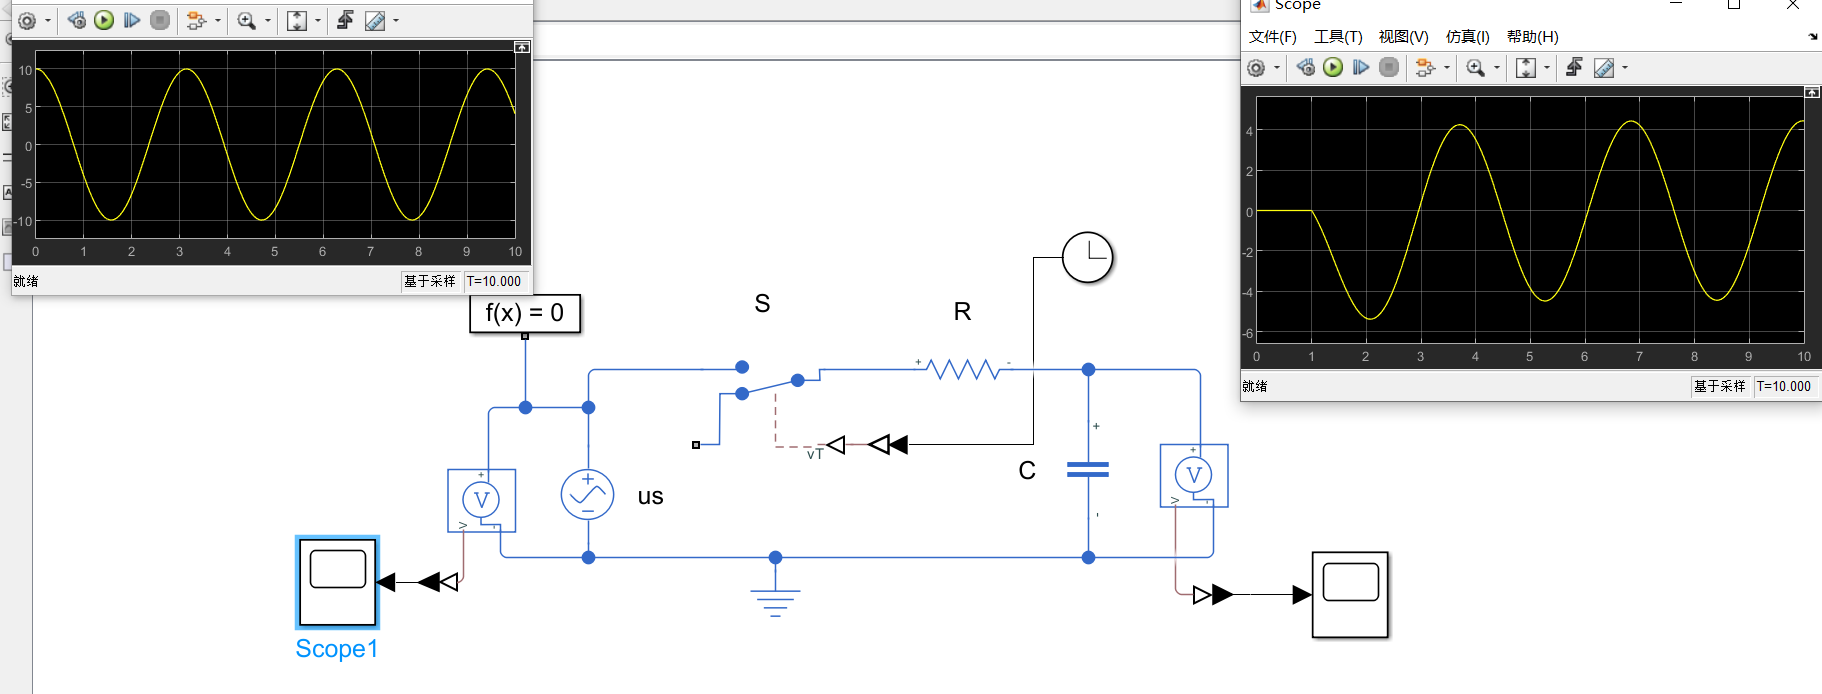 10
5
0
-5
-10
0 1 2 3 4 5 6 7 8 9 10
就绪
基于采样 T=10.000
Scope
文件(F) 工具(T) 视图(V) 仿真(I) 帮助(H)
4
2
0
-2
-4
-6
0 1 2 3 4 5 6 7 8 9 10
就绪
基于采样 T=10.000
f(x) = 0
S
R
+ -
+
vT
C
+
V
V
-
+
V
V
-
+
us
-
Scope1